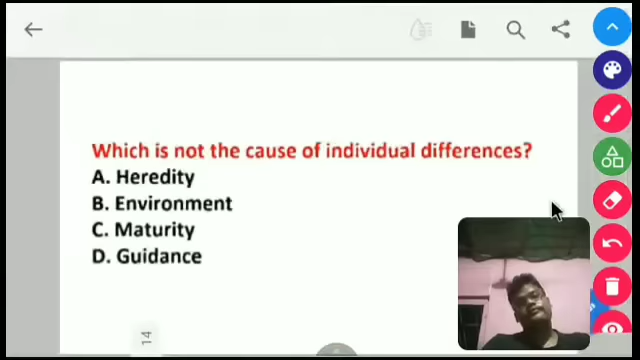 Which is not the cause of individual differences?
A. Heredity
B. Environment
C. Maturity
D. Guidance
14